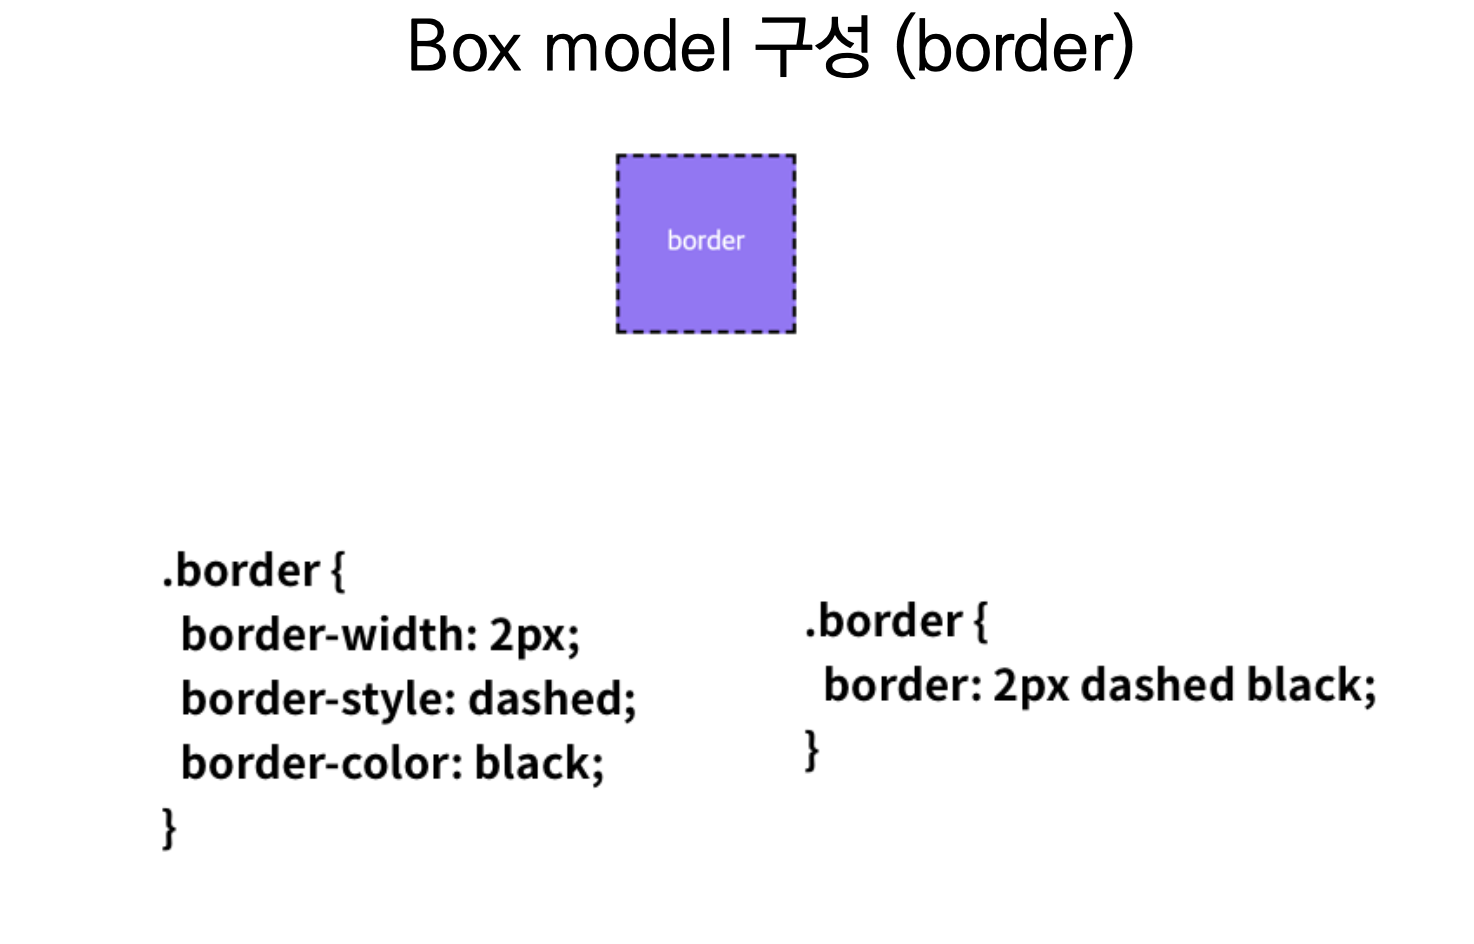 Box model 구성 (border)
border
.border {
border-width: 2px;
border-style: dashed;
border-color: black;
}
.border {
border: 2px dashed black;
}